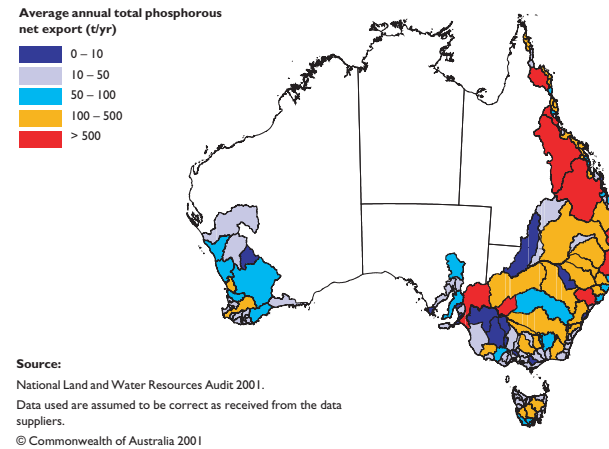 Average annual total phosphorous
net export (t/yr)
0 – 10
10 – 50
50 – 100
100 – 500
> 500
Source:
National Land and Water Resources Audit 2001.
Data used are assumed to be correct as received from the data
suppliers.
© Commonwealth of Australia 2001